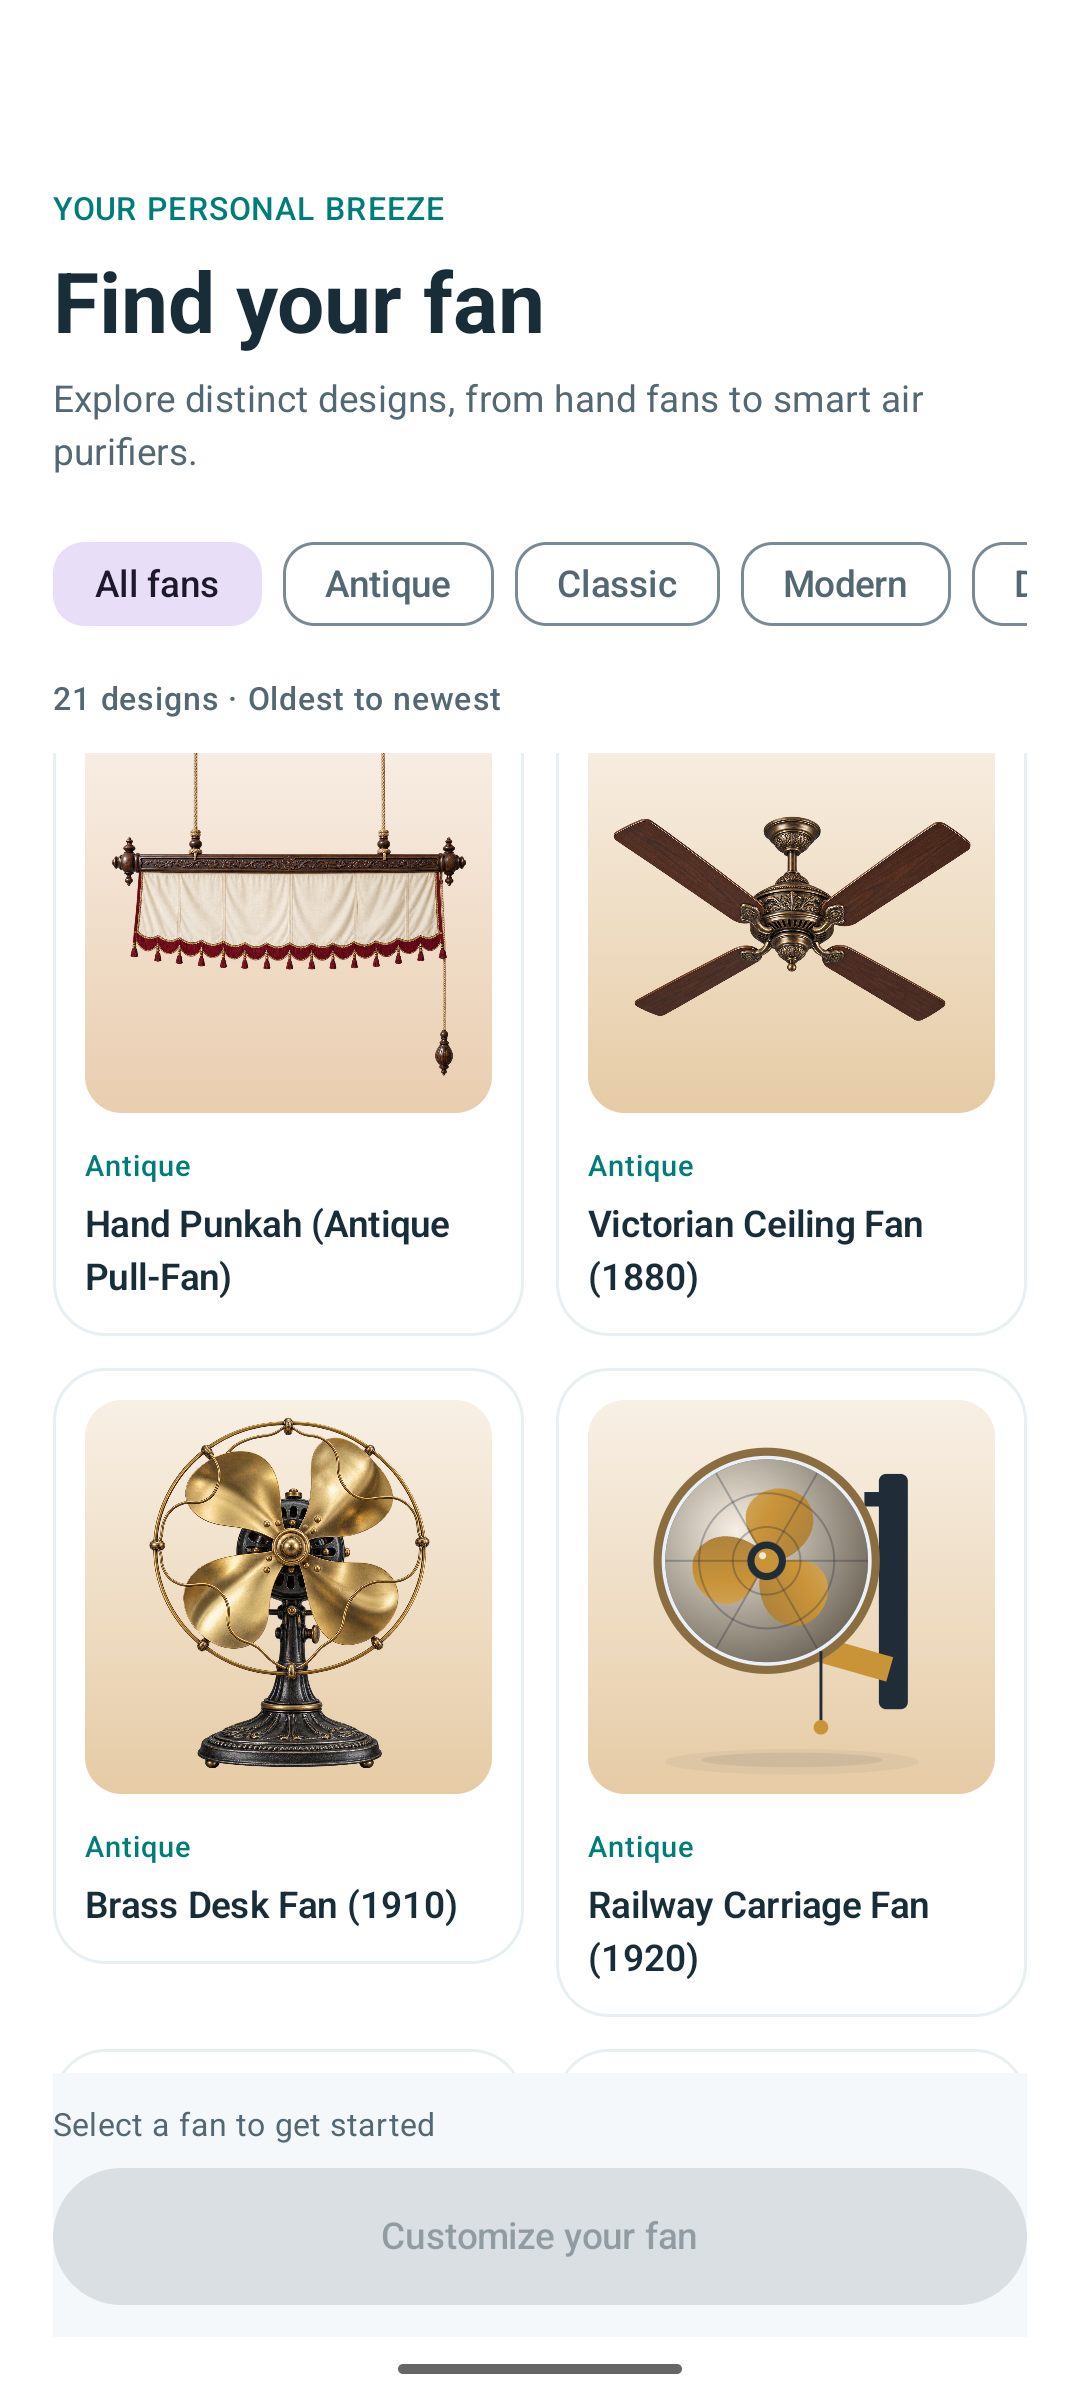 YOUR PERSONAL BREEZE
Find your fan
Explore distinct designs, from hand fans to smart air
purifiers.
All fans
Antique
Classic
Modern
21 designs · Oldest to newest
Antique
Hand Punkah (Antique
Pull-Fan)
Antique
Victorian Ceiling Fan
(1880)
Antique
Brass Desk Fan (1910)
Antique
Railway Carriage Fan
(1920)
Select a fan to get started
Customize your fan